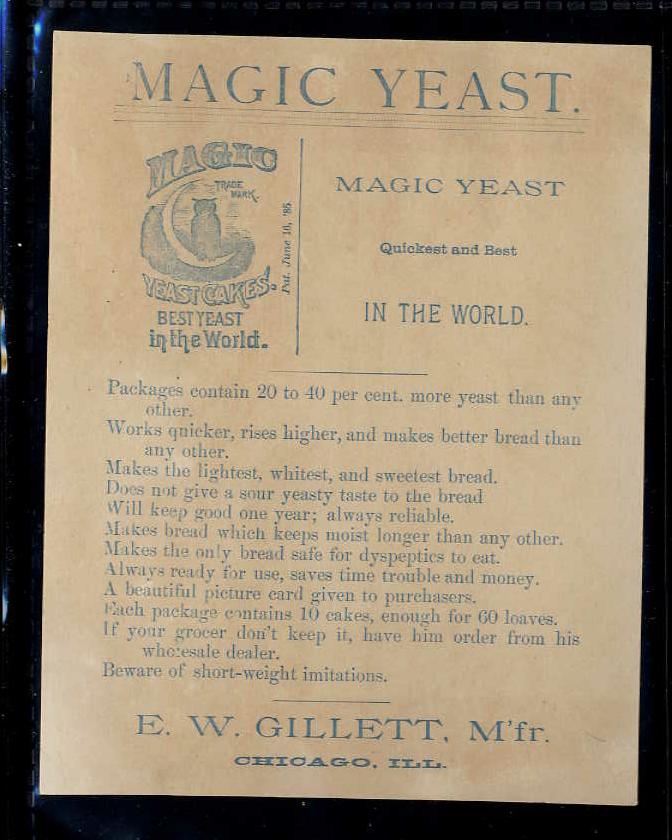 MAGIC YEAST.
MAGIC
TRADE
MARK.
YEAST CAKES.
BEST YEAST
in the World.
Pat. June 16, '85
MAGIC YEAST
Quickest and Best
IN THE WORLD.
Packages contain 20 to 40 per cent. more yeast than any
other.
Works quicker, rises higher, and makes better bread than
any other.
Makes the lightest, whitest, and sweetest bread.
Does not give a sour yeasty taste to the bread
Will keep good one year; always reliable.
Makes bread which keeps moist longer than any other.
Makes the only bread safe for dyspeptics to eat.
Always ready for use, saves time trouble and money.
A beautiful picture card given to purchasers.
Each package contains 10 cakes, enough for 60 loaves.
If your grocer don't keep it, have him order from his
wholesale dealer.
Beware of short-weight imitations.
E. W. GILLETT, M'fr.
CHICAGO, ILL.